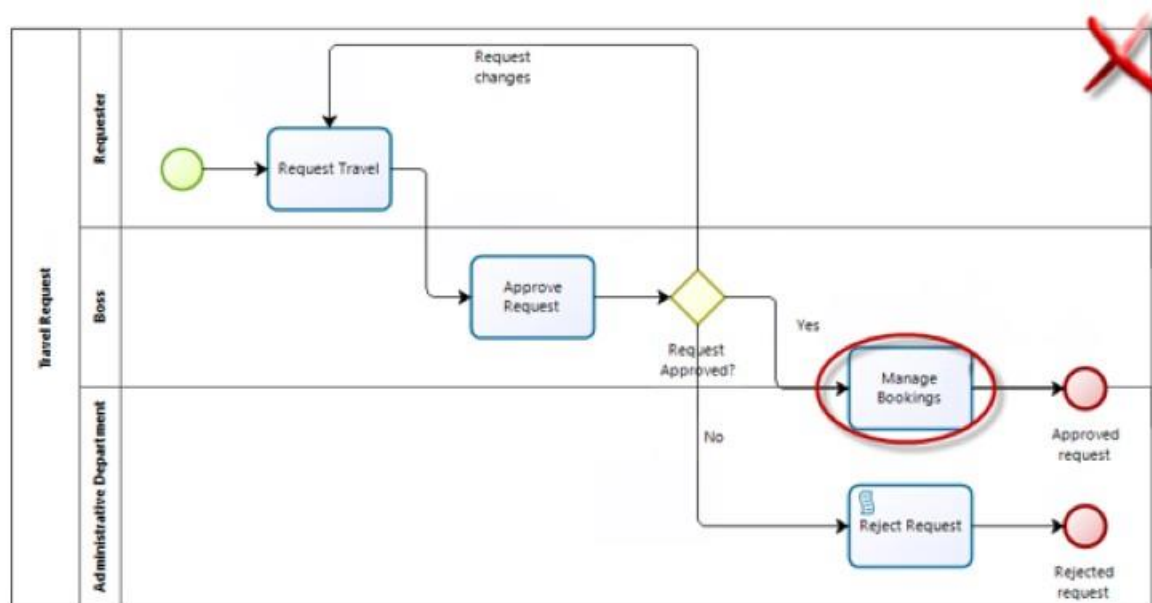 Travel Request
Requester
Boss
Administrative Department
Request
changes
Request Travel
Approve
Request
Request
Approved?
Yes
No
Manage
Bookings
Approved
request
Reject Request
Rejected
request